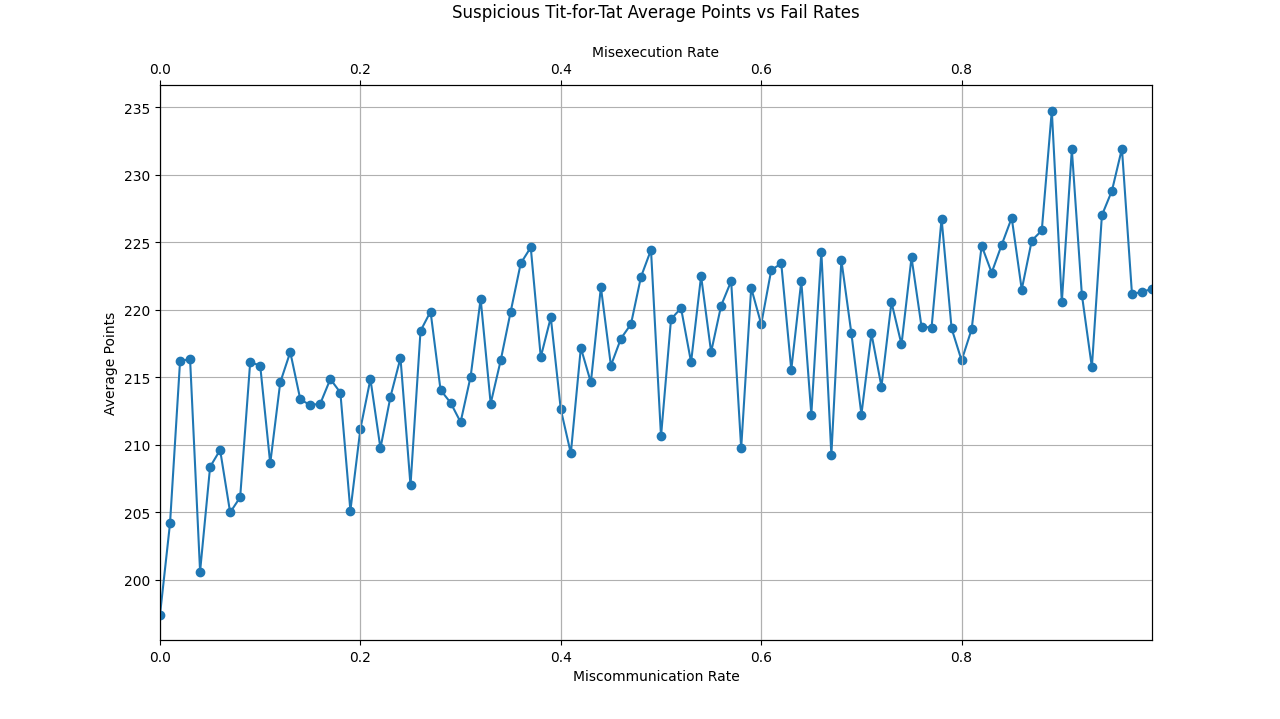 Suspicious Tit-for-Tat Average Points vs Fail Rates
Misexecution Rate
0.0 0.2 0.4 0.6 0.8
235
230
225
220
215
210
205
200
Average Points
0.0 0.2 0.4 0.6 0.8
Miscommunication Rate